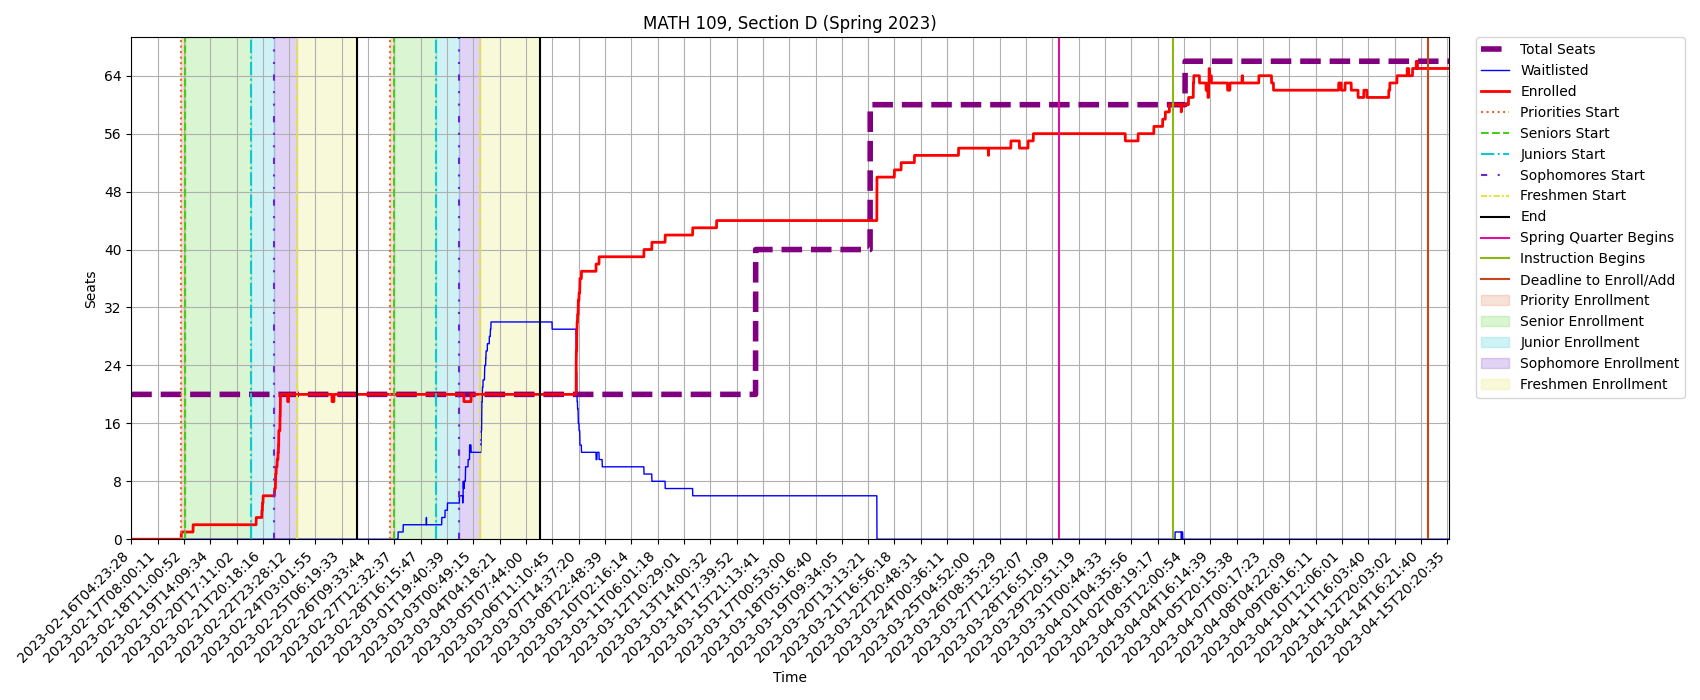 MATH 109, Section D (Spring 2023)
Seats
64
56
48
40
32
24
16
8
0
2023-02-16T04:23:28
2023-02-17T08:00:11
2023-02-18T11:00:52
2023-02-19T14:09:34
2023-02-20T17:11:02
2023-02-21T20:18:16
2023-02-22T23:28:12
2023-02-24T03:01:55
2023-02-25T06:19:33
2023-02-26T09:33:44
2023-02-27T12:32:37
2023-02-28T16:15:47
2023-03-01T19:40:39
2023-03-03T00:49:15
2023-03-04T04:18:21
2023-03-05T07:44:00
2023-03-06T11:10:45
2023-03-07T14:37:20
2023-03-08T22:48:39
2023-03-10T02:16:14
2023-03-11T06:01:18
2023-03-12T10:29:01
2023-03-13T14:00:32
2023-03-14T17:39:52
2023-03-15T21:13:41
2023-03-17T00:53:00
2023-03-18T05:16:40
2023-03-19T09:34:05
2023-03-20T13:13:21
2023-03-21T16:56:18
2023-03-22T20:48:31
2023-03-24T00:36:11
2023-03-25T04:52:00
2023-03-26T08:35:29
2023-03-27T12:52:07
2023-03-28T16:51:09
2023-03-29T20:51:19
2023-03-31T00:44:33
2023-04-01T04:35:56
2023-04-02T08:19:17
2023-04-03T12:00:54
2023-04-04T16:14:39
2023-04-05T20:15:38
2023-04-07T00:17:23
2023-04-08T04:22:09
2023-04-09T08:16:11
2023-04-10T12:06:01
2023-04-11T16:03:40
2023-04-12T20:03:02
2023-04-14T16:21:40
2023-04-15T20:20:35
Time
Total Seats
Waitlisted
Enrolled
Priorities Start
Seniors Start
Juniors Start
Sophomores Start
Freshmen Start
End
Spring Quarter Begins
Instruction Begins
Deadline to Enroll/Add
Priority Enrollment
Senior Enrollment
Junior Enrollment
Sophomore Enrollment
Freshmen Enrollment